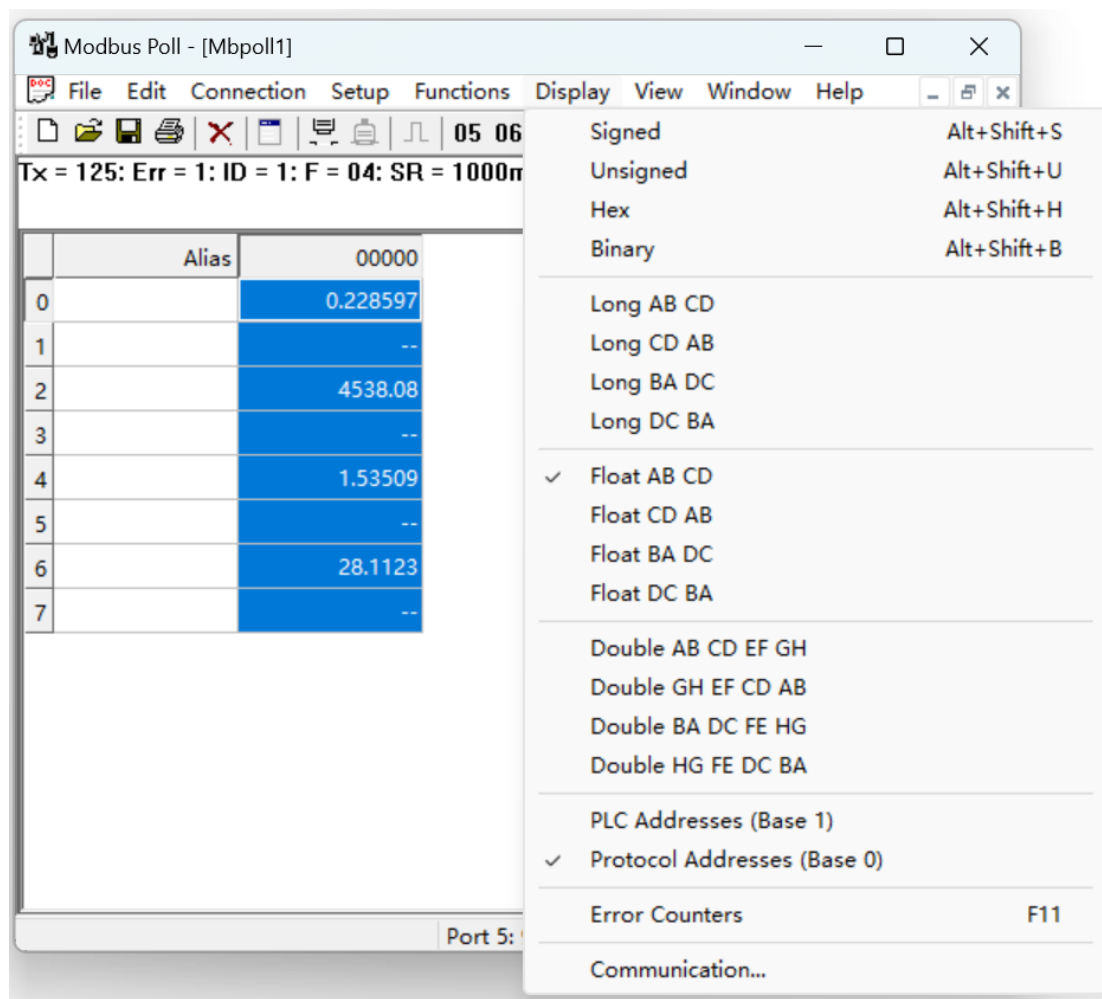 Modbus Poll - [Mbpoll1]
File Edit Connection Setup Functions Display View Window Help
05 06
Tx = 125: Err = 1: ID = 1: F = 04: SR = 1000m
Alias 00000
0 0.228597
1 --
2 4538.08
3 --
4 1.53509
5 --
6 28.1123
7 --
Port 5:
Signed Alt+Shift+S
Unsigned Alt+Shift+U
Hex Alt+Shift+H
Binary Alt+Shift+B
Long AB CD
Long CD AB
Long BA DC
Long DC BA
Float AB CD
Float CD AB
Float BA DC
Float DC BA
Double AB CD EF GH
Double GH EF CD AB
Double BA DC FE HG
Double HG FE DC BA
PLC Addresses (Base 1)
Protocol Addresses (Base 0)
Error Counters F11
Communication...